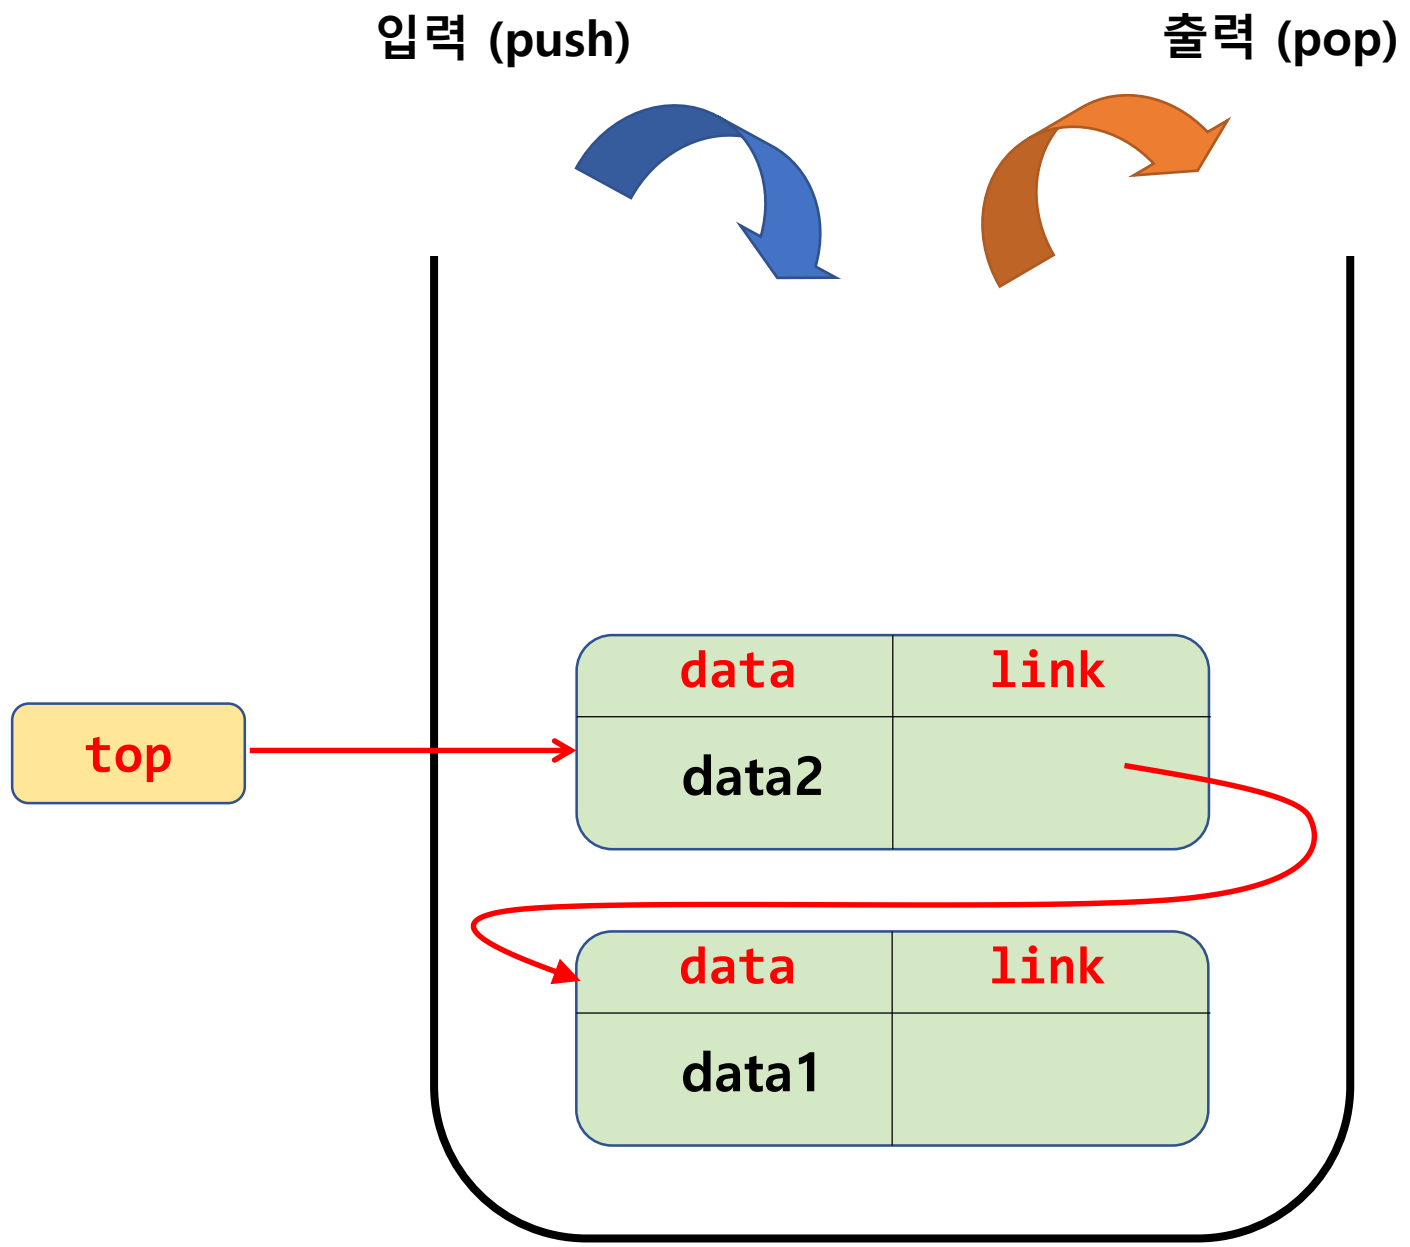 입력 (push)
출력 (pop)
data link
top
data2
data link
data1